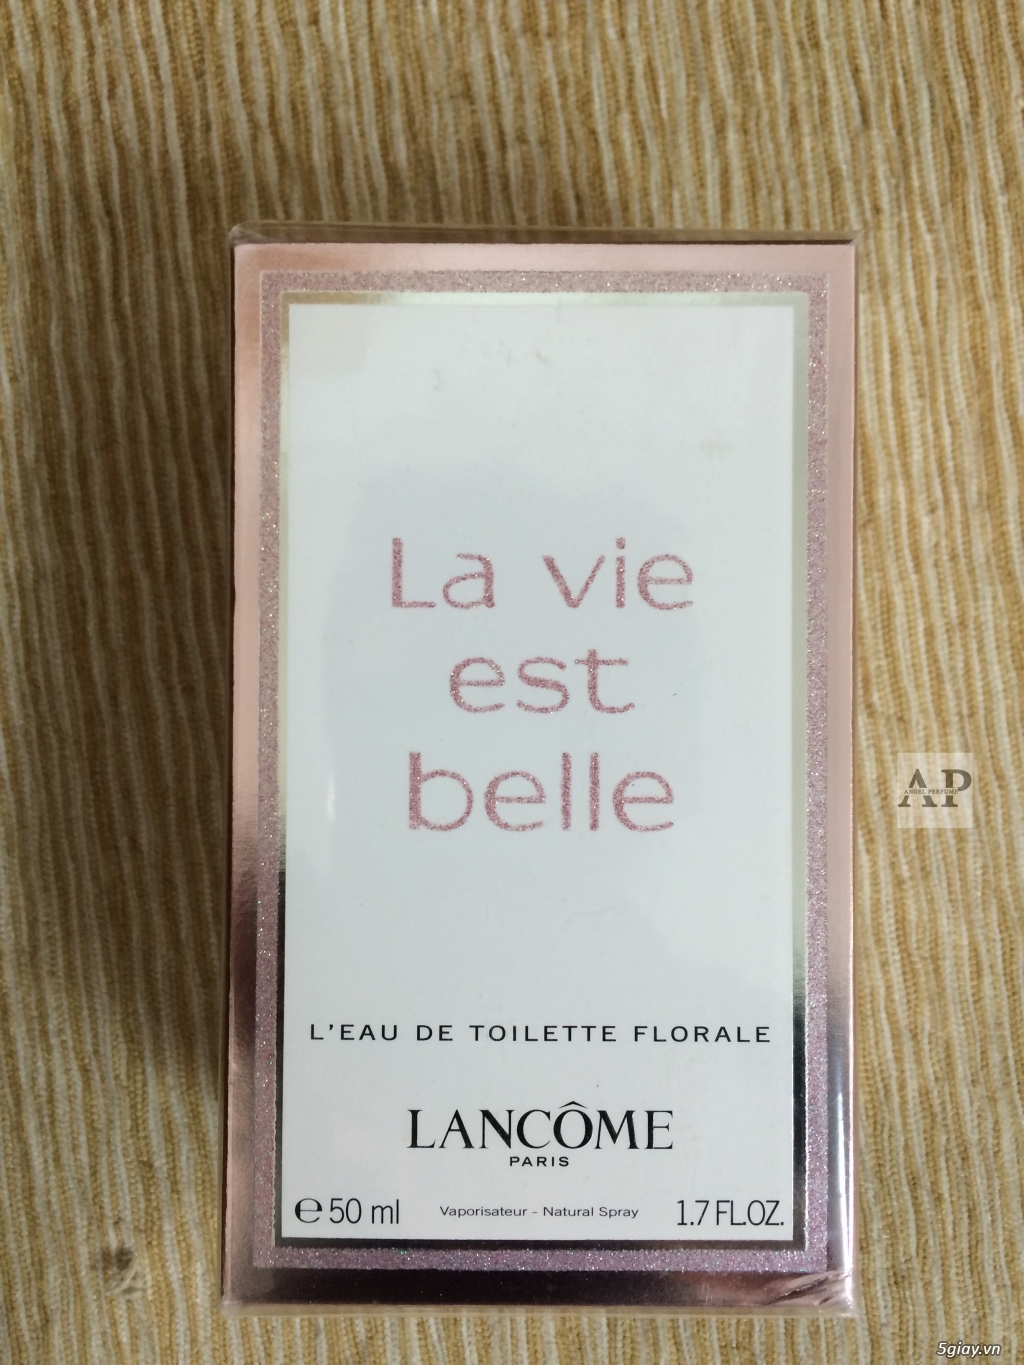 La vie
est
belle
AP
ANGEL PERFUME
L'EAU DE TOILETTE FLORALE
LANCÔME
PARIS
℮ 50 ml Vaporisateur - Natural Spray 1.7 FL.OZ.
5giay.vn